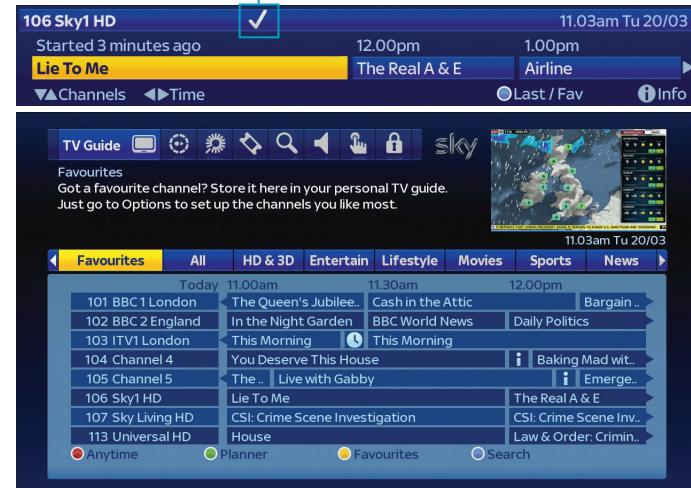 106 Sky1 HD 11.03am Tu 20/03
Started 3 minutes ago 12.00pm 1.00pm
Lie To Me The Real A & E Airline
Channels Time Last / Fav Info
TV Guide sky
Favourites
Got a favourite channel? Store it here in your personal TV guide.
Just go to Options to set up the channels you like most.
11.03am Tu 20/03
Favourites All HD & 3D Entertain Lifestyle Movies Sports News
Today 11.00am 11.30am 12.00pm
101 BBC 1 London The Queen's Jubilee.. Cash in the Attic Bargain ..
102 BBC 2 England In the Night Garden BBC World News Daily Politics
103 ITV1 London This Morning This Morning
104 Channel 4 You Deserve This House Baking Mad wit..
105 Channel 5 The .. Live with Gabby Emerge..
106 Sky1 HD Lie To Me The Real A & E
107 Sky Living HD CSI: Crime Scene Investigation CSI: Crime Scene Inv..
113 Universal HD House Law & Order: Crimin..
Anytime Planner Favourites Search